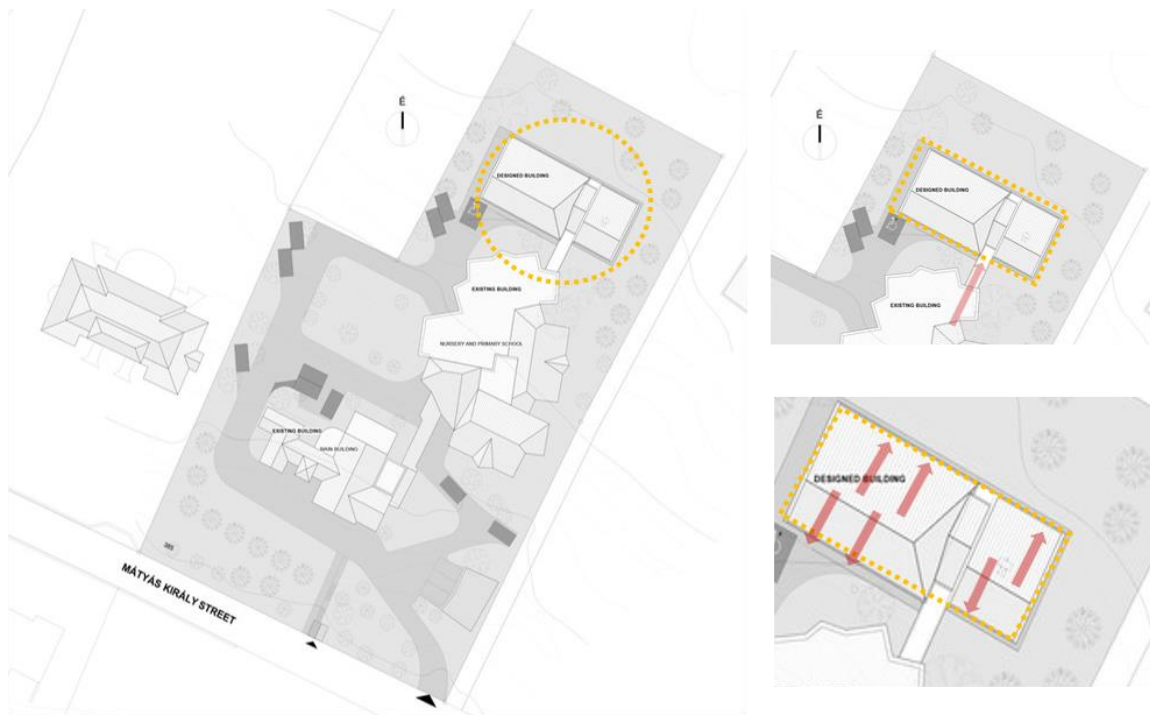 É
DESIGNED BUILDING
EXISTING BUILDING
NURSERY AND PRIMARY SCHOOL
EXISTING BUILDING
MAIN BUILDING
385
MÁTYÁS KIRÁLY STREET
É
DESIGNED BUILDING
EXISTING BUILDING
DESIGNED BUILDING